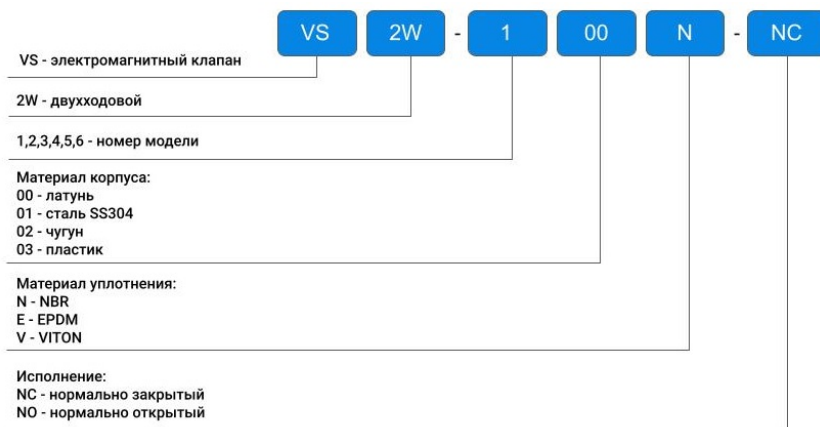 VS 2W - 1 00 N - NC
VS - электромагнитный клапан
2W - двухходовой
1,2,3,4,5,6 - номер модели
Материал корпуса:
00 - латунь
01 - сталь SS304
02 - чугун
03 - пластик
Материал уплотнения:
N - NBR
E - EPDM
V - VITON
Исполнение:
NC - нормально закрытый
NO - нормально открытый